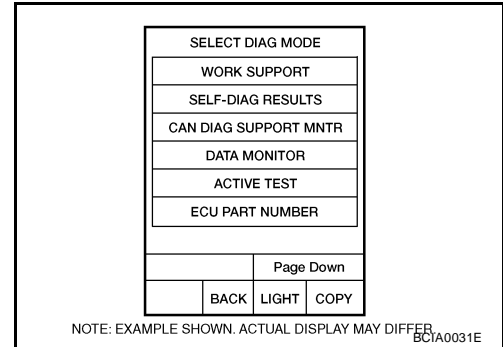 SELECT DIAG MODE
WORK SUPPORT
SELF-DIAG RESULTS
CAN DIAG SUPPORT MNTR
DATA MONITOR
ACTIVE TEST
ECU PART NUMBER
Page Down
BACK LIGHT COPY
NOTE: EXAMPLE SHOWN. ACTUAL DISPLAY MAY DIFFER.
BCIA0031E